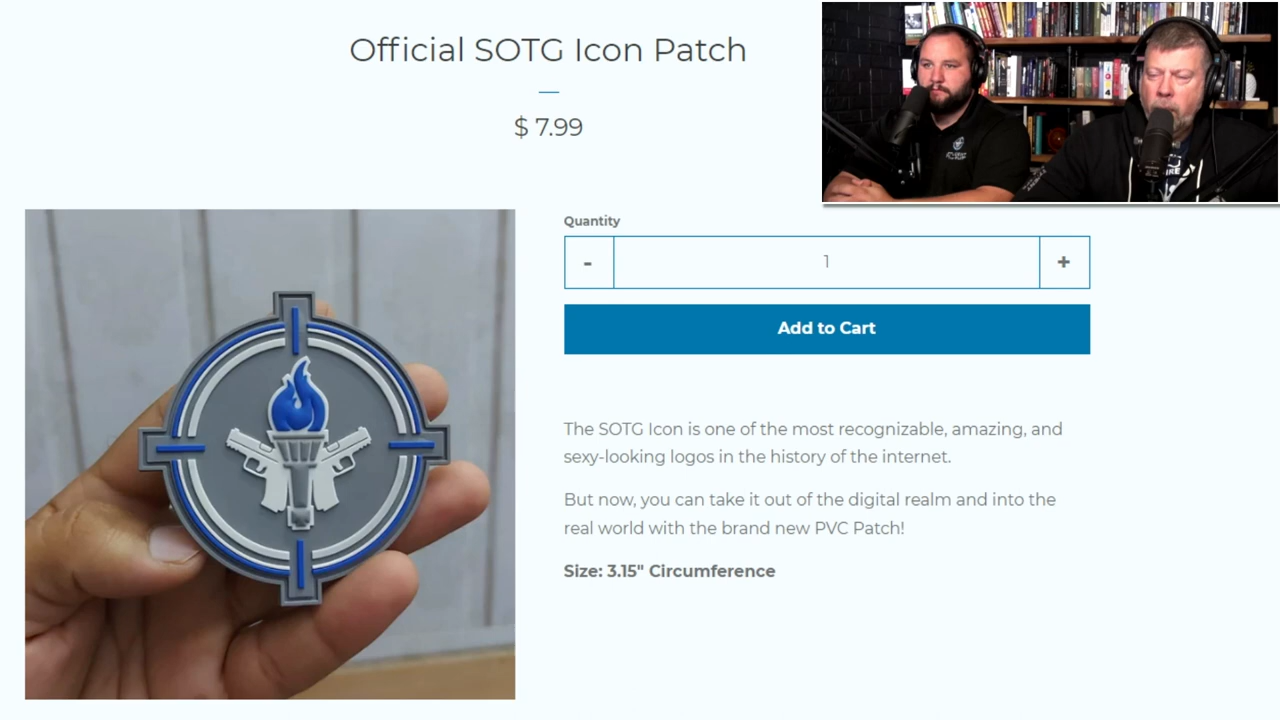 Official SOTG Icon Patch
$ 7.99
Quantity
- 1 +
Add to Cart
The SOTG Icon is one of the most recognizable, amazing, and
sexy-looking logos in the history of the internet.
But now, you can take it out of the digital realm and into the
real world with the brand new PVC Patch!
Size: 3.15" Circumference